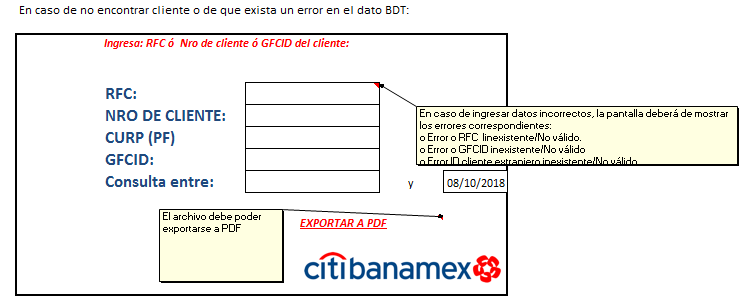 En caso de no encontrar cliente o de que exista un error en el dato BDT:
Ingresa: RFC ó Nro de cliente ó GFCID del cliente:
RFC:
NRO DE CLIENTE:
CURP (PF)
GFCID:
Consulta entre:
y
08/10/2018
En caso de ingresar datos incorrectos, la pantalla deberá de mostrar
los errores correspondientes:
o Error o RFC Iinexistente/No válido.
o Error o GFCID inexistente/No válido
o Error ID cliente extranjero inexistente/No válido
El archivo debe poder
exportarse a PDF
EXPORTAR A PDF
citibanamex